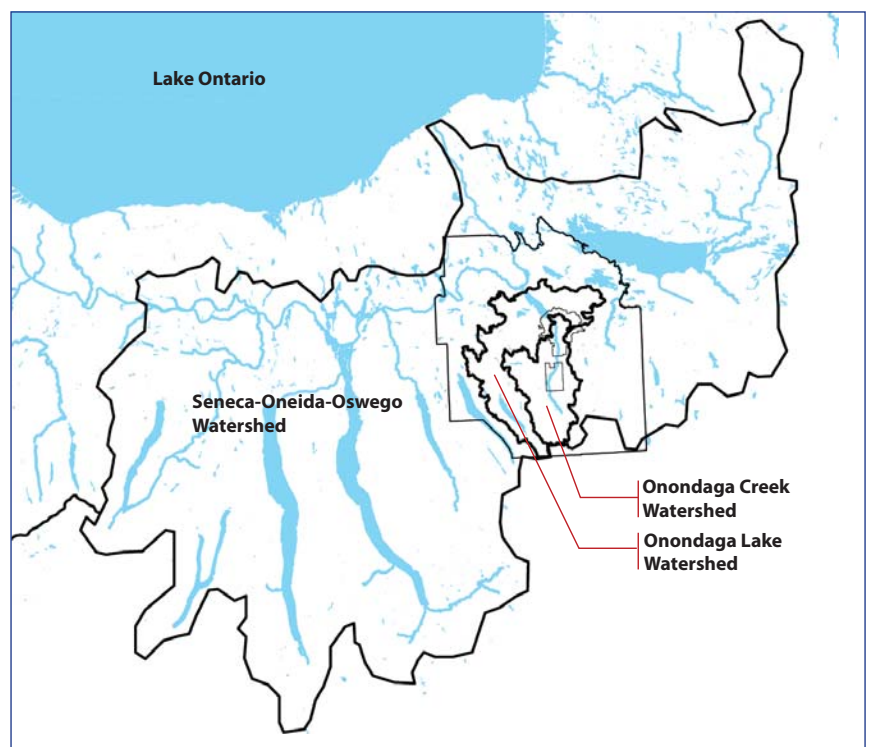 Lake Ontario
Seneca-Oneida-Oswego
Watershed
Onondaga Creek
Watershed
Onondaga Lake
Watershed